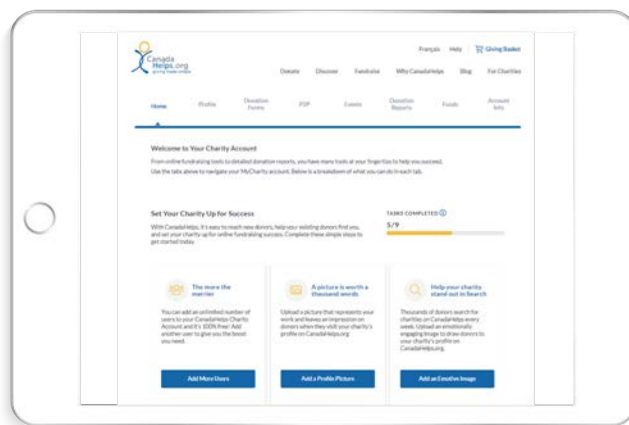 Canada
Helps.org
giving made simple
Français Help Giving Basket
Donate Discover Fundraise Why CanadaHelps Blog For Charities
Home Profile Donation Forms P2P Events Donation Reports Funds Account Info
Welcome to Your Charity Account
From online fundraising tools to detailed donation reports, you have many tools at your fingertips to help you succeed.
Use the tabs above to navigate your MyCharity account. Below is a breakdown of what you can do in each tab.
Set Your Charity Up for Success
With CanadaHelps, it's easy to reach new donors, help your existing donors find you,
and set your charity up for online fundraising success. Complete these simple steps to
get started today.
TASKS COMPLETED
5/9
The more the
merrier
You can add an unlimited number of
users to your CanadaHelps Charity
Account and it's 100% free! Add
another user to give you the boost
you need.
Add More Users
A picture is worth a
thousand words
Upload a picture that represents your
work and leaves an impression on
donors when they visit your charity's
profile on CanadaHelps.org
Add a Profile Picture
Help your charity
stand out in Search
Thousands of donors search for
charities on CanadaHelps every
week. Upload an emotionally
engaging image to draw donors to
your charity's profile on
CanadaHelps.org.
Add an Emotive Image